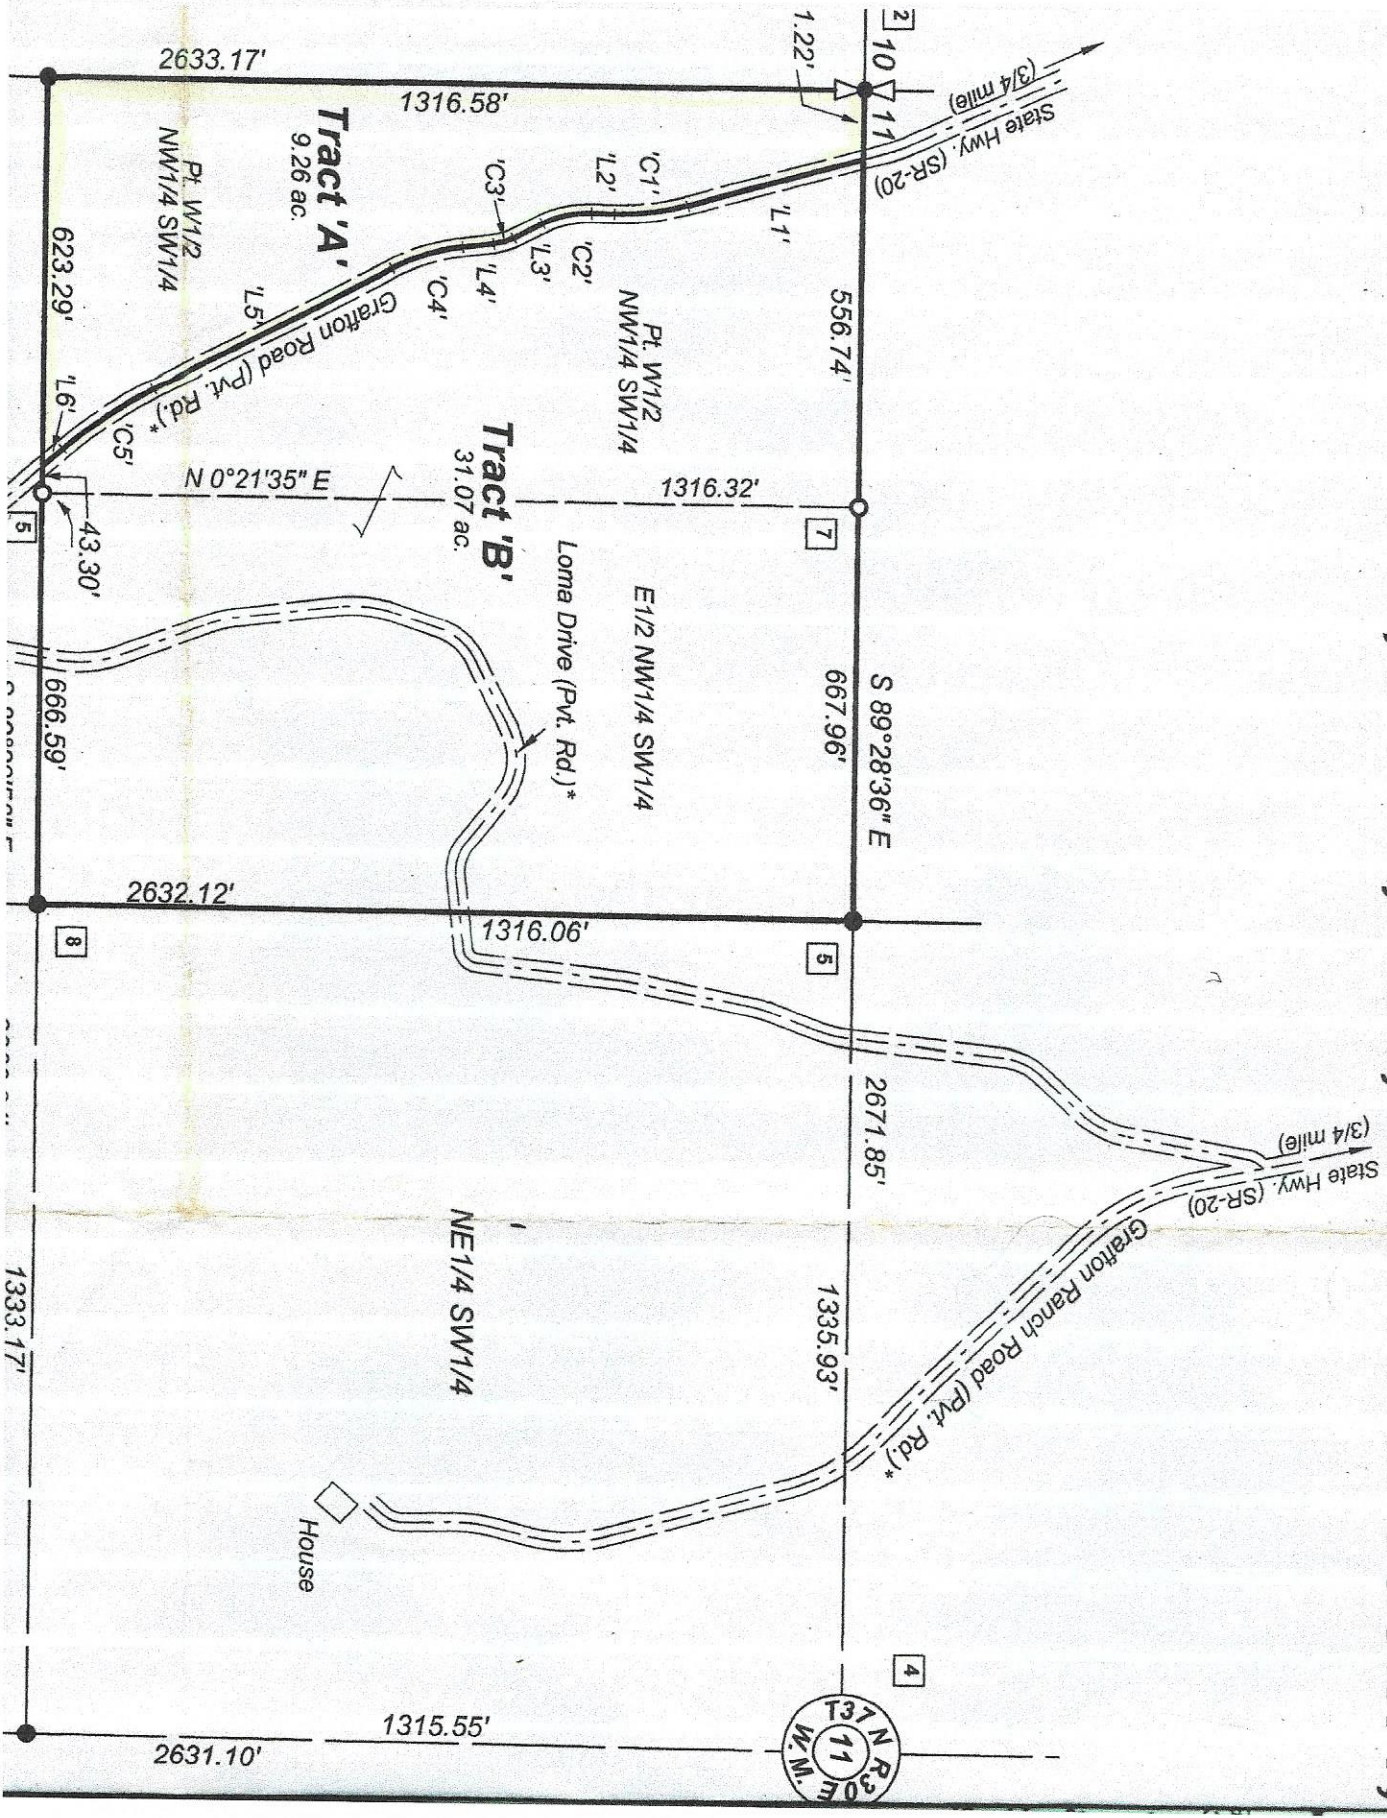 2
10
11
1.22'
(3/4 mile)
State Hwy. (SR-20)
2633.17'
1316.58'
Tract 'A'
9.26 ac.
Pt. W1/2
NW1/4 SW1/4
'C1'
'L2'
'C3'
'L1'
'C2'
'L3'
'L4'
'C4'
'L5'
Grafton Road (Pvt. Rd.)*
'C5'
'L6'
623.29'
556.74'
Pt. W1/2
NW1/4 SW1/4
Tract 'B'
31.07 ac.
N 0°21'35" E
1316.32'
7
5
43.30'
E1/2 NW1/4 SW1/4
Loma Drive (Pvt. Rd.)*
S 89°28'36" E
667.96'
666.59'
2632.12'
1316.06'
8
5
2671.85'
(3/4 mile)
State Hwy. (SR-20)
Grafton Ranch Road (Pvt. Rd.)*
1335.93'
NE1/4 SW1/4
1333.17'
House
4
T37N R30E W.M.
11
1315.55'
2631.10'